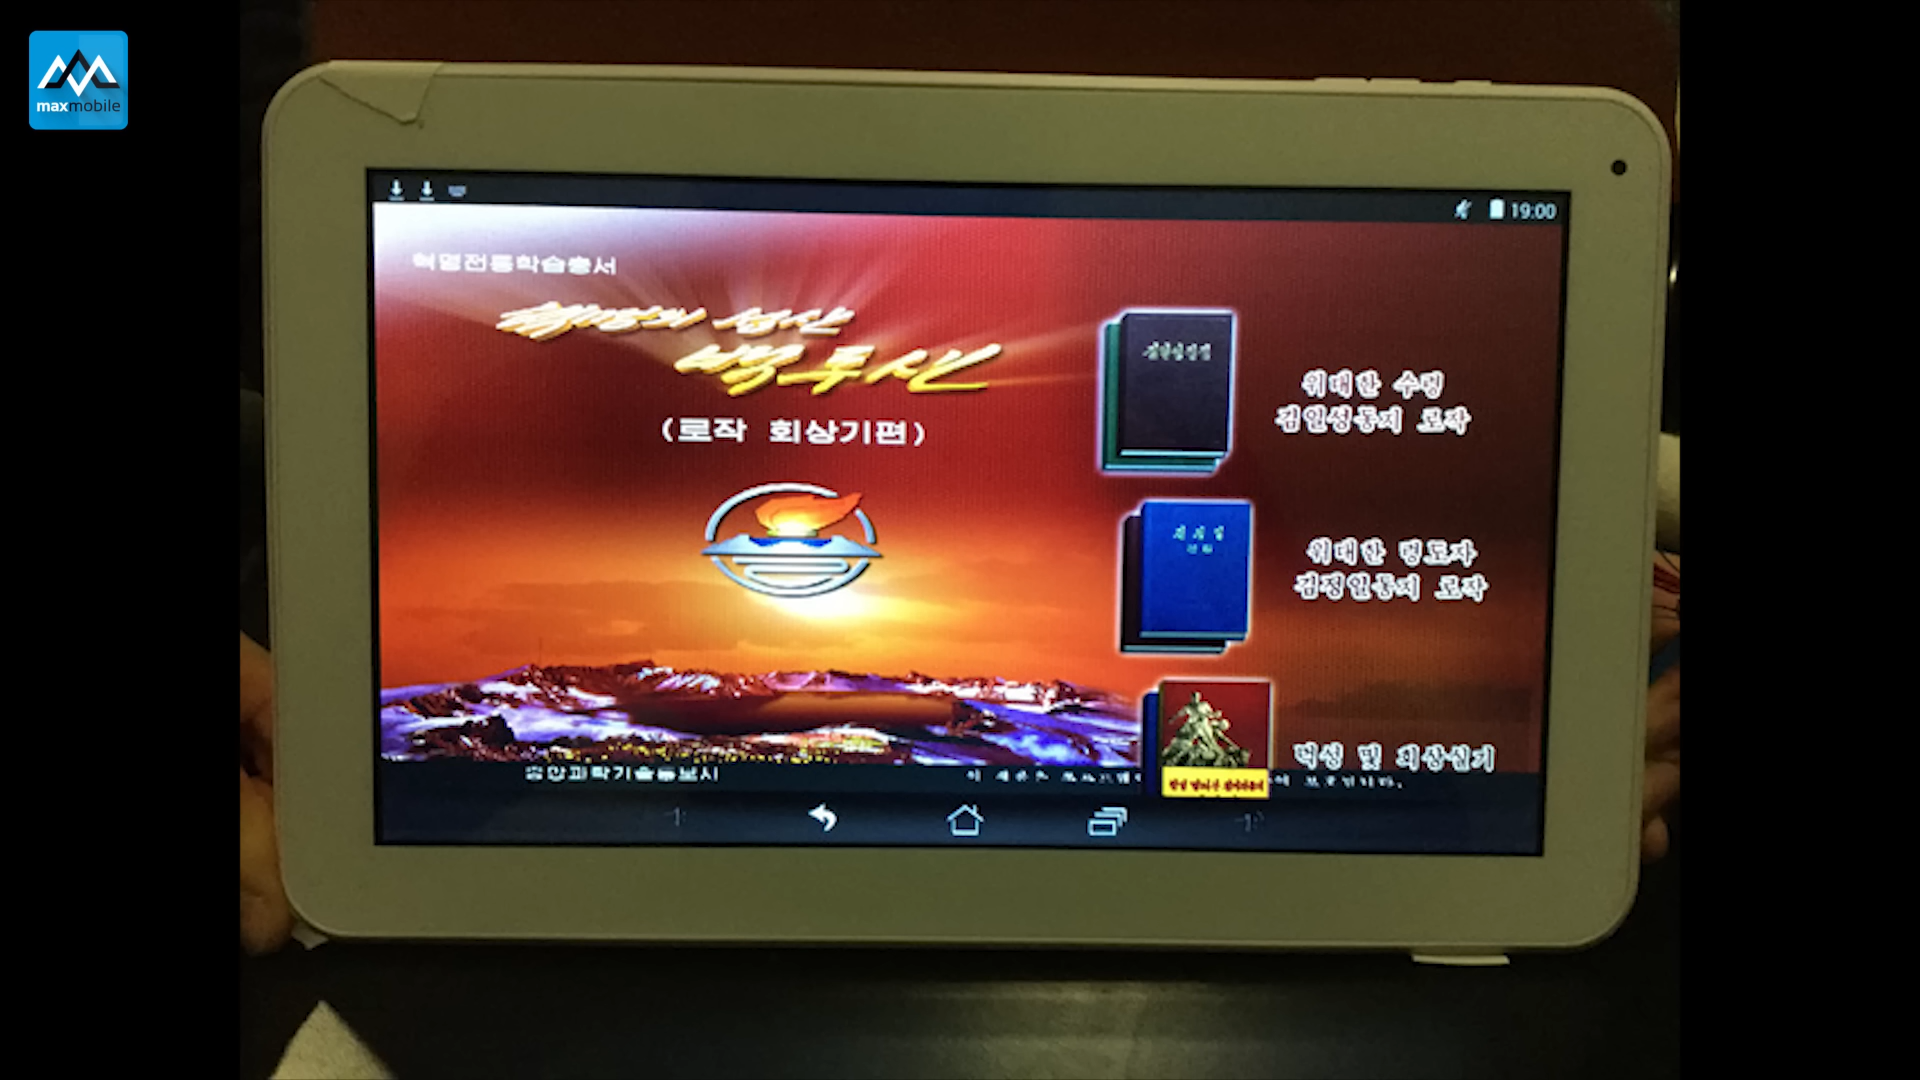 maxmobile
19:00
혁명전통학습총서
혁명의 성산
백두산
(로작 회상기편)
위대한 수령
김일성동지 로작
위대한 령도자
김정일동지 로작
덕성 및 회상실기
중앙과학기술통보사